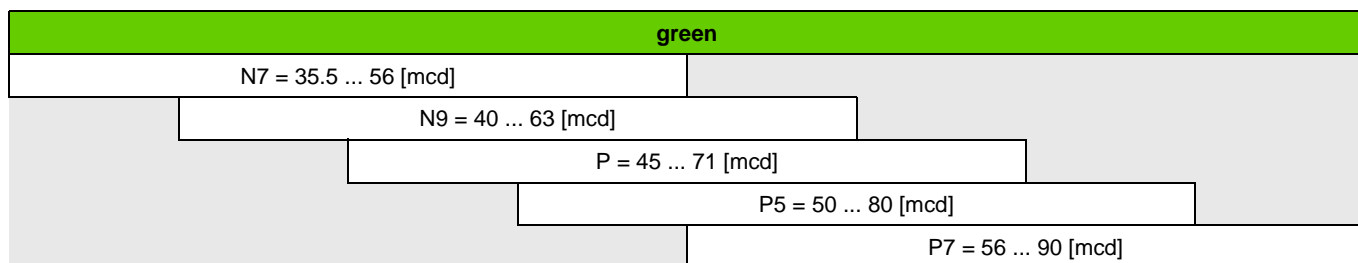 green
N7 = 35.5 ... 56 [mcd]
N9 = 40 ... 63 [mcd]
P = 45 ... 71 [mcd]
P5 = 50 ... 80 [mcd]
P7 = 56 ... 90 [mcd]